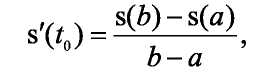 s′(t₀) = (s(b) − s(a)) / (b − a),